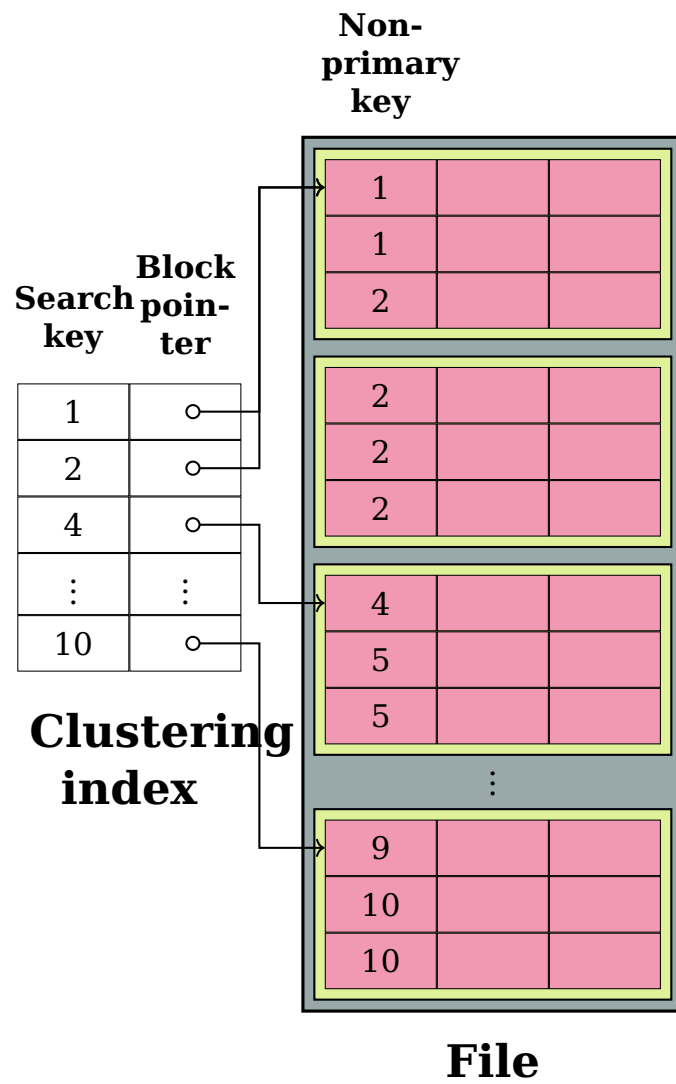 Non-
primary
key
Search
key
Block
poin-
ter
1
2
4
⋮ ⋮
10
Clustering
index
1
1
2
2
2
2
4
5
5
⋮
9
10
10
File